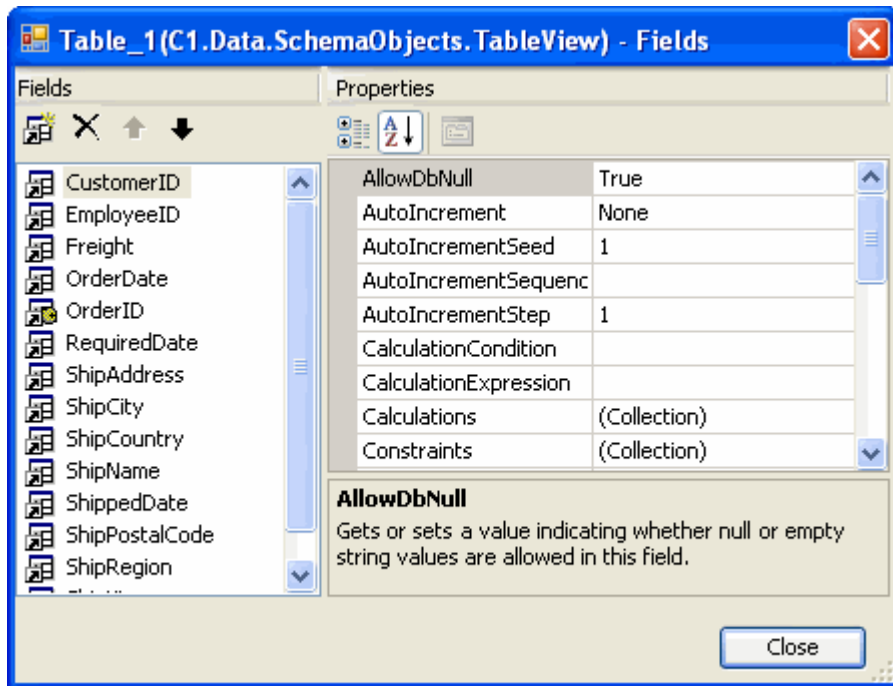 Table_1(C1.Data.SchemaObjects.TableView) - Fields
Fields
Properties
CustomerID
EmployeeID
Freight
OrderDate
OrderID
RequiredDate
ShipAddress
ShipCity
ShipCountry
ShipName
ShippedDate
ShipPostalCode
ShipRegion
AllowDbNull True
AutoIncrement None
AutoIncrementSeed 1
AutoIncrementSequenc
AutoIncrementStep 1
CalculationCondition
CalculationExpression
Calculations (Collection)
Constraints (Collection)
AllowDbNull
Gets or sets a value indicating whether null or empty
string values are allowed in this field.
Close